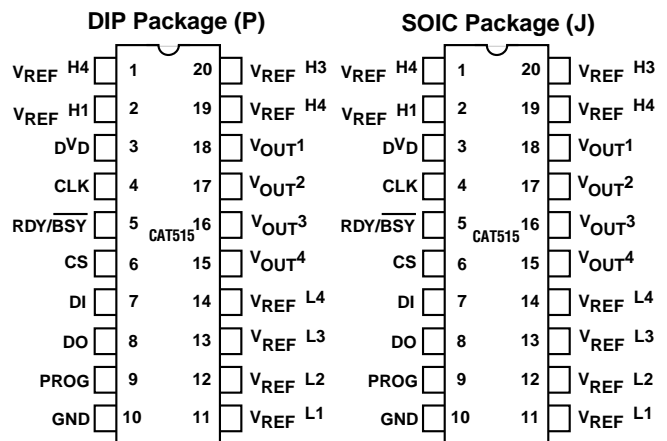 DIP Package (P)
SOIC Package (J)
VREF H4 1 20 VREF H3
VREF H1 2 19 VREF H4
DVD 3 18 VOUT1
CLK 4 17 VOUT2
RDY/BSY 5 16 VOUT3
CAT515
CS 6 15 VOUT4
DI 7 14 VREF L4
DO 8 13 VREF L3
PROG 9 12 VREF L2
GND 10 11 VREF L1
VREF H4 1 20 VREF H3
VREF H1 2 19 VREF H4
DVD 3 18 VOUT1
CLK 4 17 VOUT2
RDY/BSY 5 16 VOUT3
CAT515
CS 6 15 VOUT4
DI 7 14 VREF L4
DO 8 13 VREF L3
PROG 9 12 VREF L2
GND 10 11 VREF L1